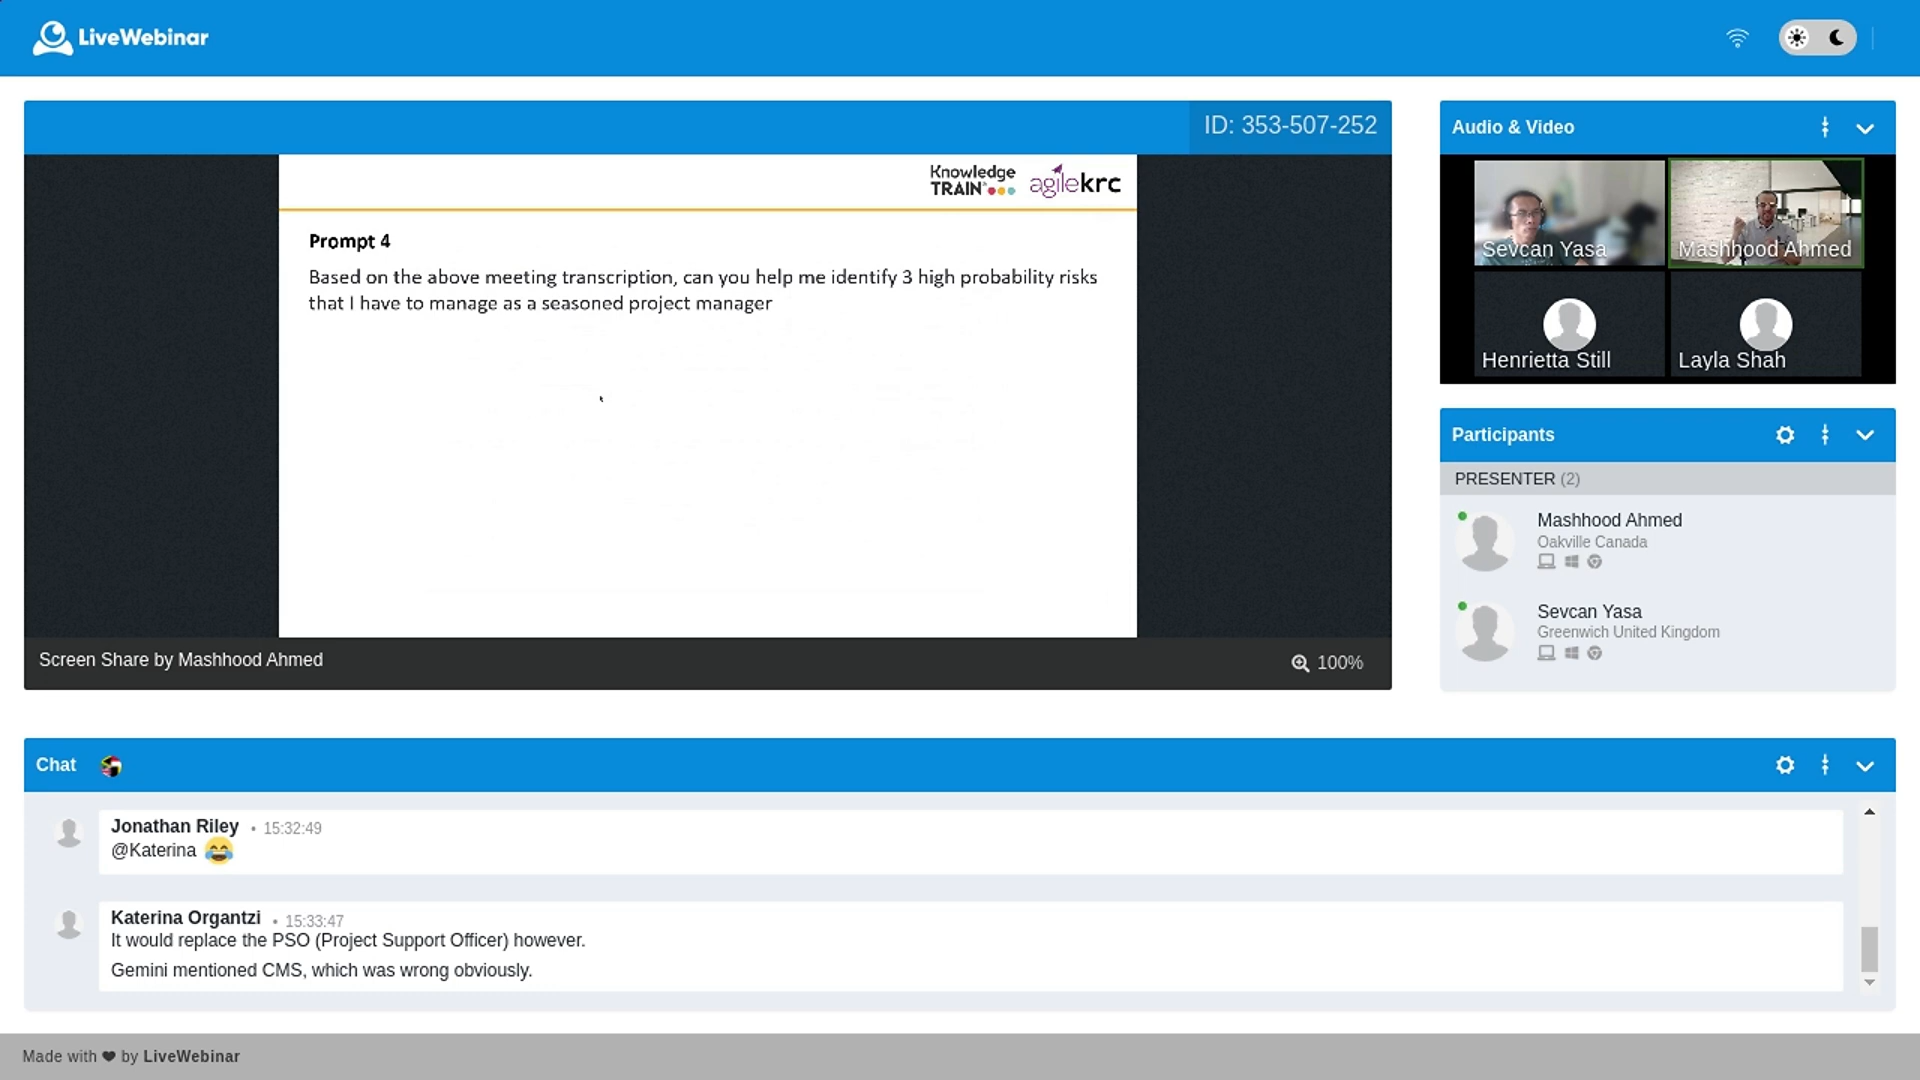 LiveWebinar
ID: 353-507-252
Knowledge
TRAIN
agilekrc
Prompt 4
Based on the above meeting transcription, can you help me identify 3 high probability risks
that I have to manage as a seasoned project manager
Screen Share by Mashhood Ahmed
100%
Audio & Video
Sevcan Yasa
Mashhood Ahmed
Henrietta Still
Layla Shah
Participants
PRESENTER (2)
Mashhood Ahmed
Oakville Canada
Sevcan Yasa
Greenwich United Kingdom
Chat
Jonathan Riley • 15:32:49
@Katerina 😂
Katerina Organtzi • 15:33:47
It would replace the PSO (Project Support Officer) however.
Gemini mentioned CMS, which was wrong obviously.
Made with ❤ by LiveWebinar